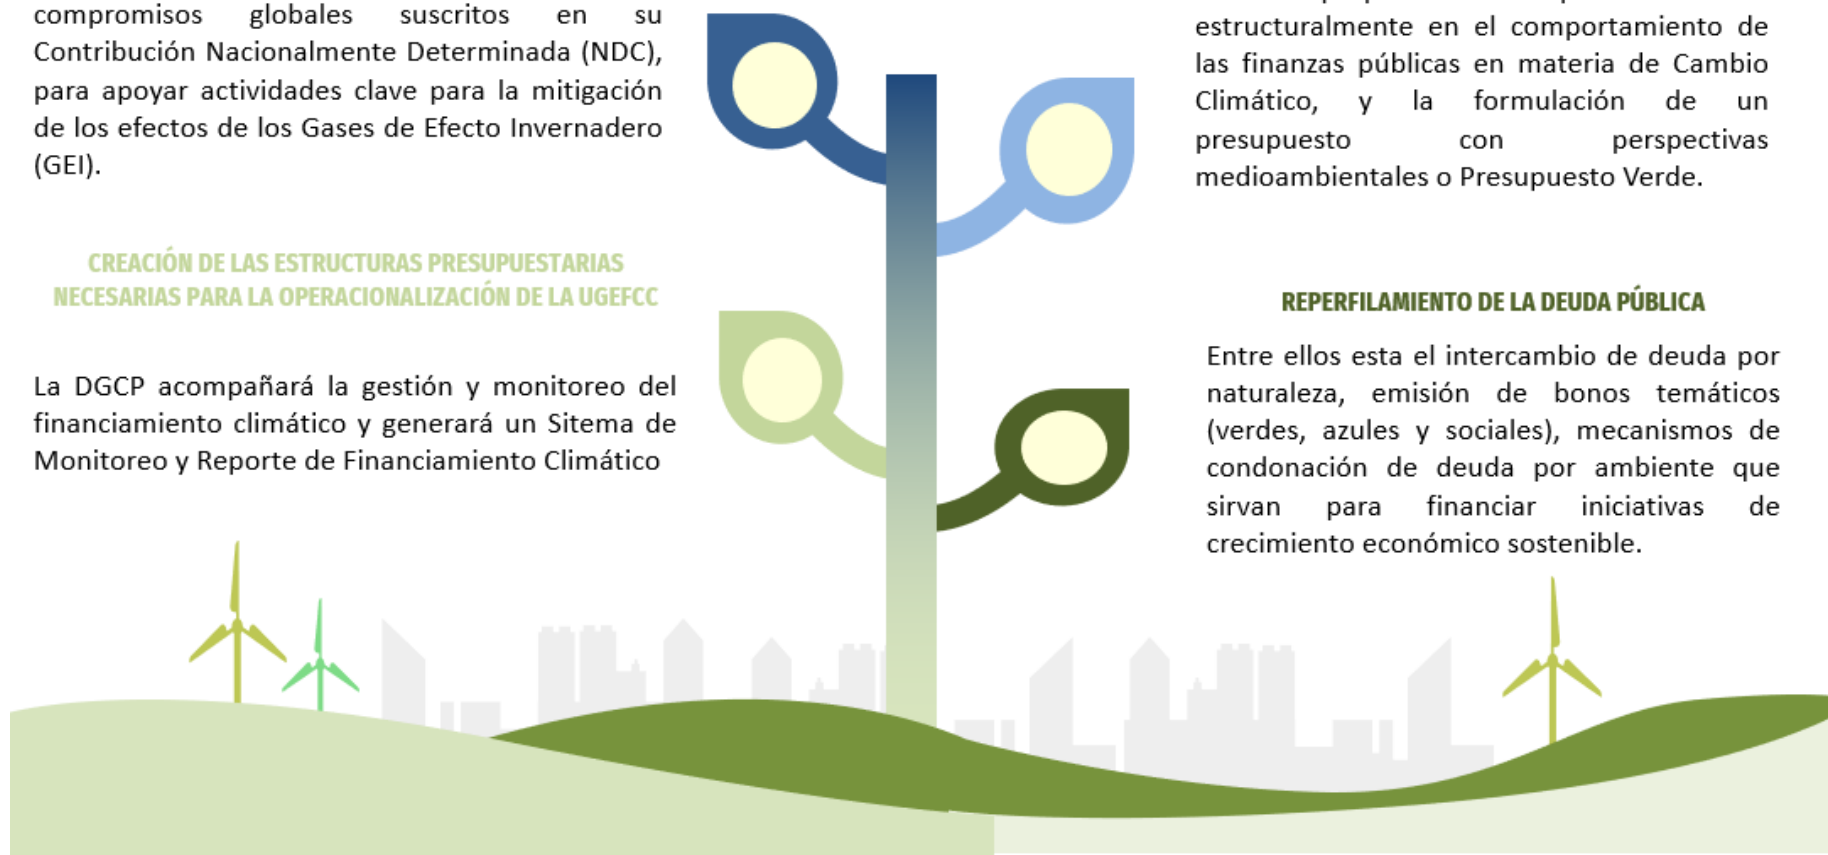 compromisos globales suscritos en su
Contribución Nacionalmente Determinada (NDC),
para apoyar actividades clave para la mitigación
de los efectos de los Gases de Efecto Invernadero
(GEI).
CREACIÓN DE LAS ESTRUCTURAS PRESUPUESTARIAS
NECESARIAS PARA LA OPERACIONALIZACIÓN DE LA UGEFCC
La DGCP acompañará la gestión y monitoreo del
financiamiento climático y generará un Sitema de
Monitoreo y Reporte de Financiamiento Climático
estructuralmente en el comportamiento de
las finanzas públicas en materia de Cambio
Climático, y la formulación de un
presupuesto con perspectivas
medioambientales o Presupuesto Verde.
REPERFILAMIENTO DE LA DEUDA PÚBLICA
Entre ellos esta el intercambio de deuda por
naturaleza, emisión de bonos temáticos
(verdes, azules y sociales), mecanismos de
condonación de deuda por ambiente que
sirvan para financiar iniciativas de
crecimiento económico sostenible.